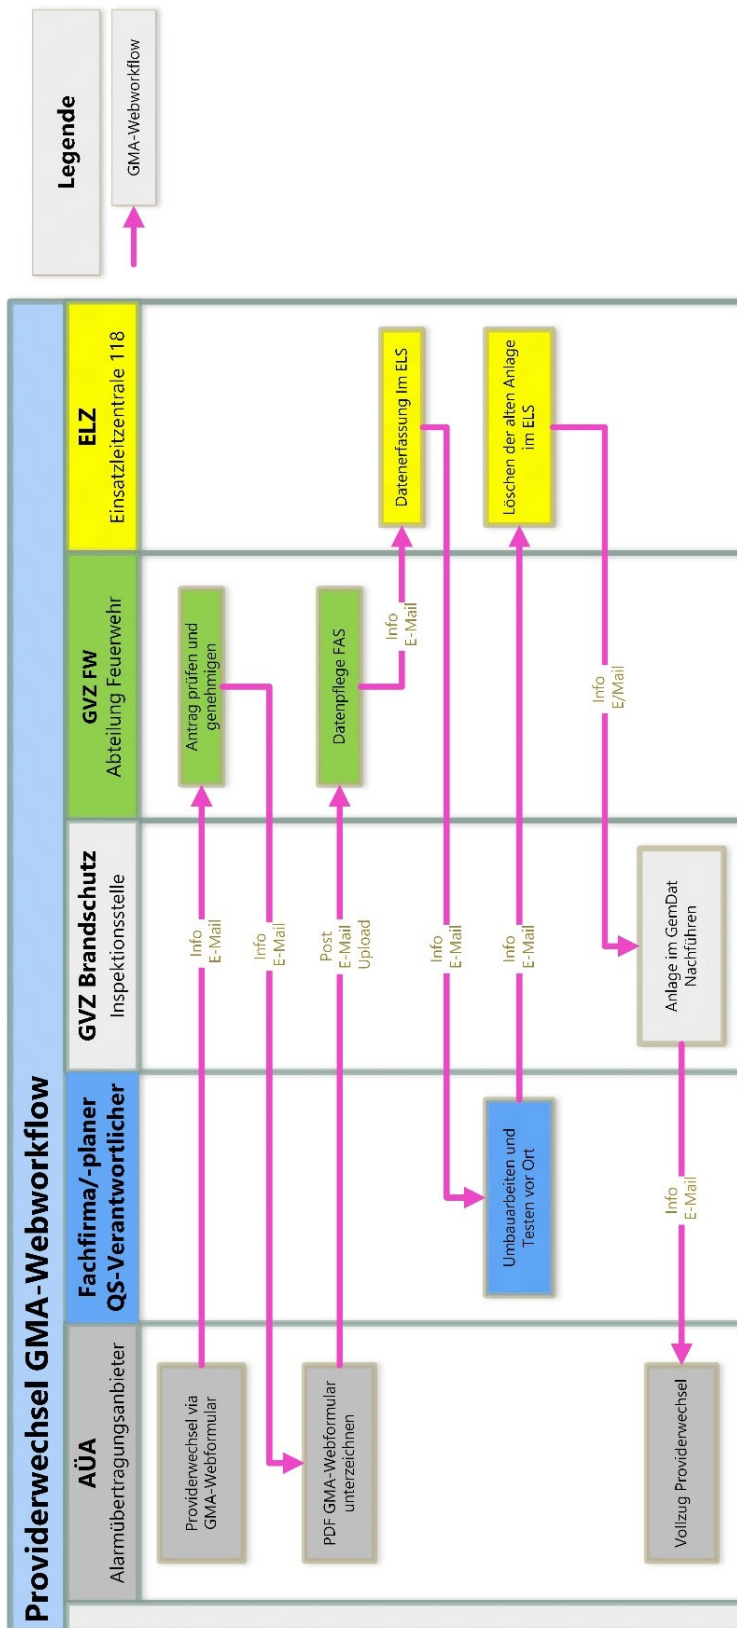 Providerwechsel GMA-Webworkflow
AÜA
Alarmübertragungsanbieter
Fachfirma/-planer
QS-Verantwortlicher
GVZ Brandschutz
Inspektionsstelle
GVZ FW
Abteilung Feuerwehr
ELZ
Einsatzleitzentrale 118
Legende
GMA-Webworkflow
Providerwechsel via
GMA-Webformular
Info
E-Mail
Antrag prüfen und
genehmigen
Info
E-Mail
PDF GMA-Webformular
unterzeichnen
Post
E-Mail
Upload
Datenpflege FAS
Info
E-Mail
Datenerfassung Im ELS
Info
E-Mail
Umbauarbeiten und
Testen vor Ort
Info
E-Mail
Löschen der alten Anlage
im ELS
Info
E/Mail
Anlage im GemDat
Nachführen
Info
E-Mail
Vollzug Providerwechsel